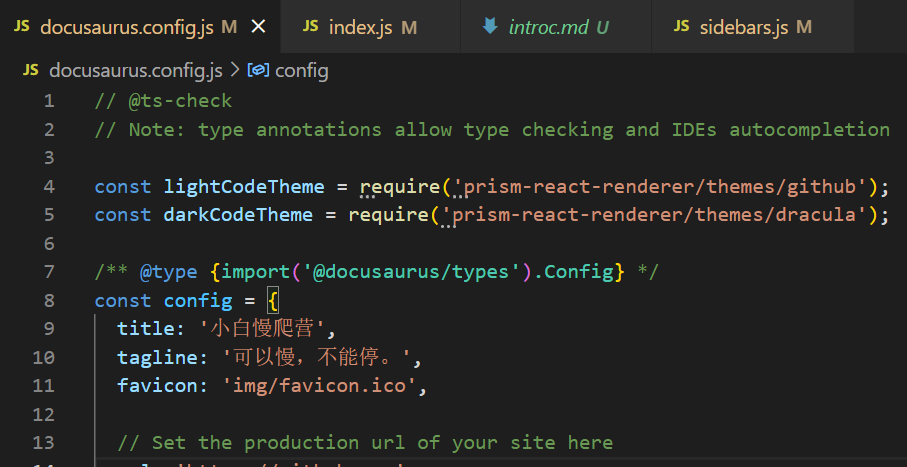 JS docusaurus.config.js M × JS index.js M introc.md U JS sidebars.js M
JS docusaurus.config.js > config
1 // @ts-check
2 // Note: type annotations allow type checking and IDEs autocompletion
3
4 const lightCodeTheme = require('prism-react-renderer/themes/github');
5 const darkCodeTheme = require('prism-react-renderer/themes/dracula');
6
7 /** @type {import('@docusaurus/types').Config} */
8 const config = {
9 title: '小白慢爬营',
10 tagline: '可以慢，不能停。',
11 favicon: 'img/favicon.ico',
12
13 // Set the production url of your site here